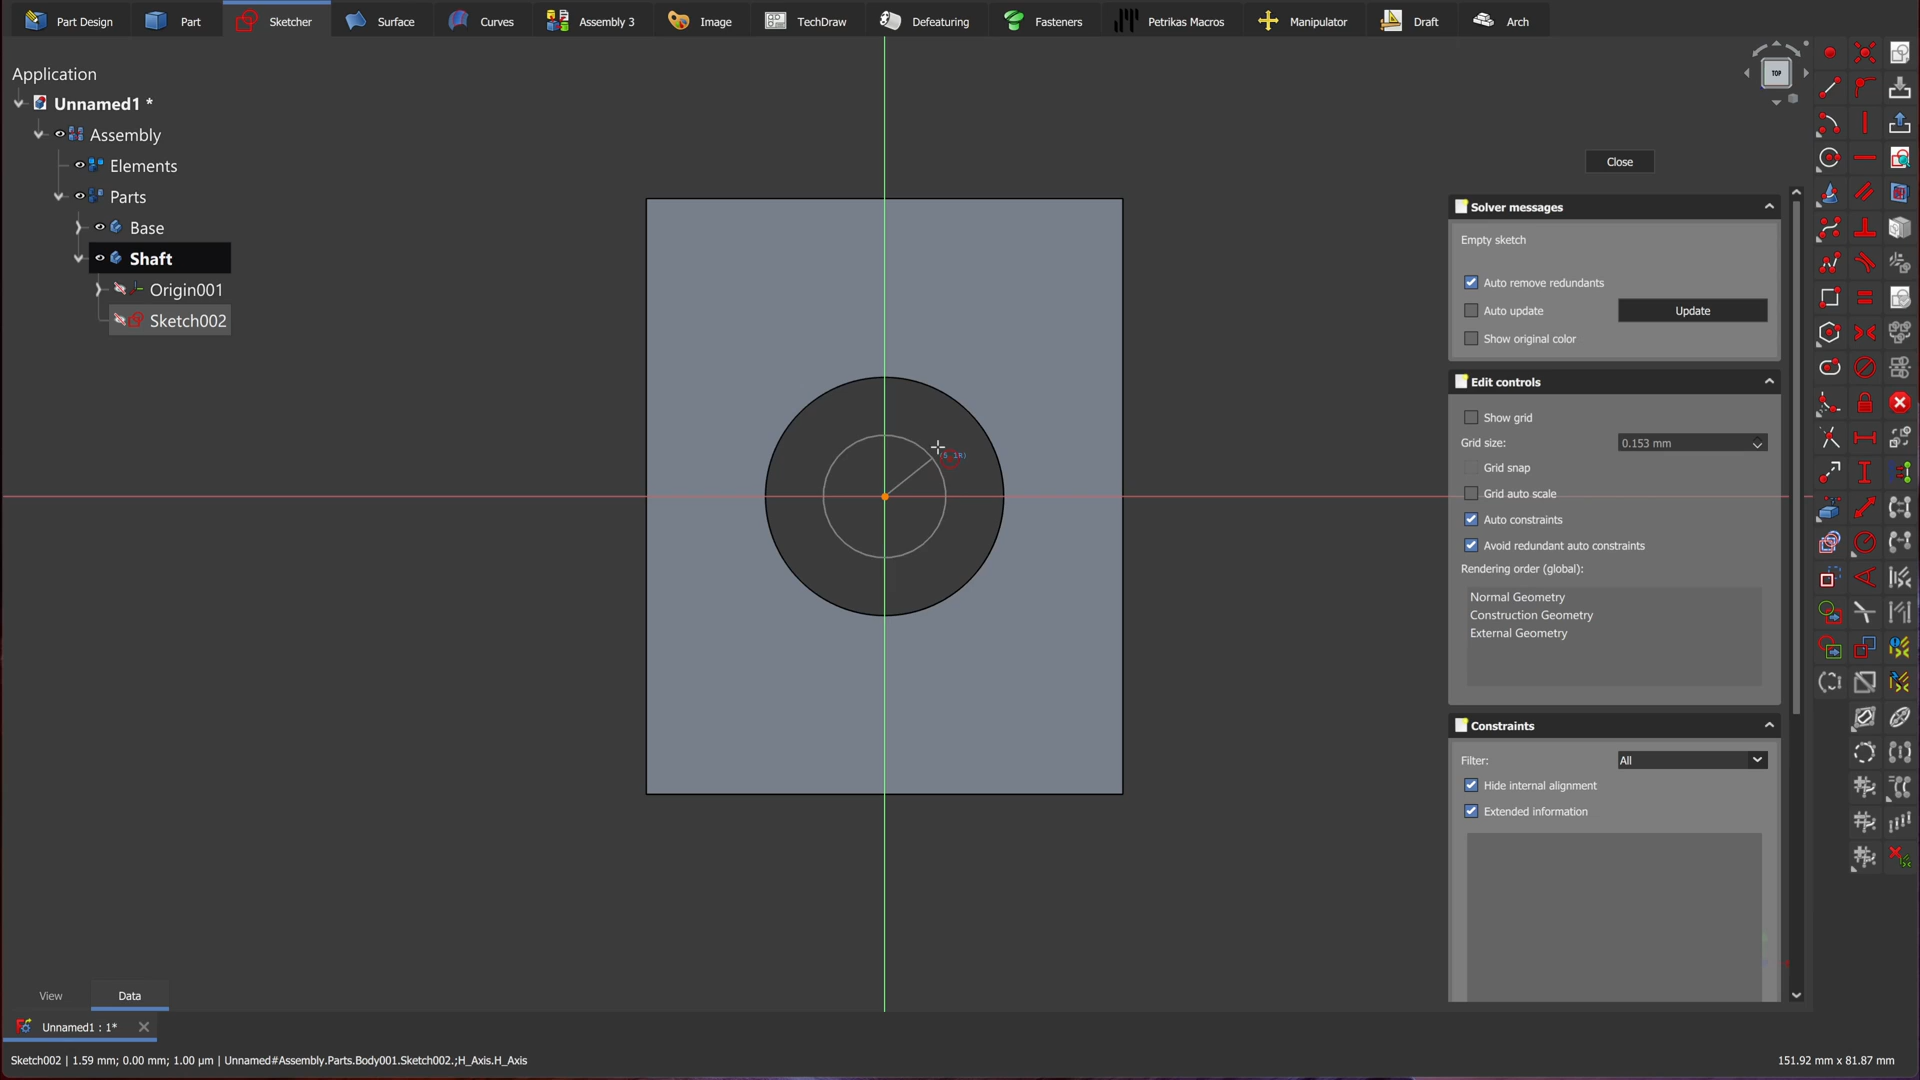 Part Design Part Sketcher Surface Curves Assembly 3 Image TechDraw Defeaturing Fasteners Petrikas Macros Manipulator Draft Arch
Application
Unnamed1 *
Assembly
Elements
Parts
Base
Shaft
Origin001
Sketch002
TOP
Close
Solver messages
Empty sketch
Auto remove redundants
Auto update Update
Show original color
Edit controls
Show grid
Grid size: 0.153 mm
Grid snap
Grid auto scale
Auto constraints
Avoid redundant auto constraints
Rendering order (global):
Normal Geometry
Construction Geometry
External Geometry
Constraints
Filter: All
Hide internal alignment
Extended information
View Data
Unnamed1 : 1*
Sketch002 | 1.59 mm; 0.00 mm; 1.00 µm | Unnamed#Assembly.Parts.Body001.Sketch002.;H_Axis.H_Axis
151.92 mm x 81.87 mm